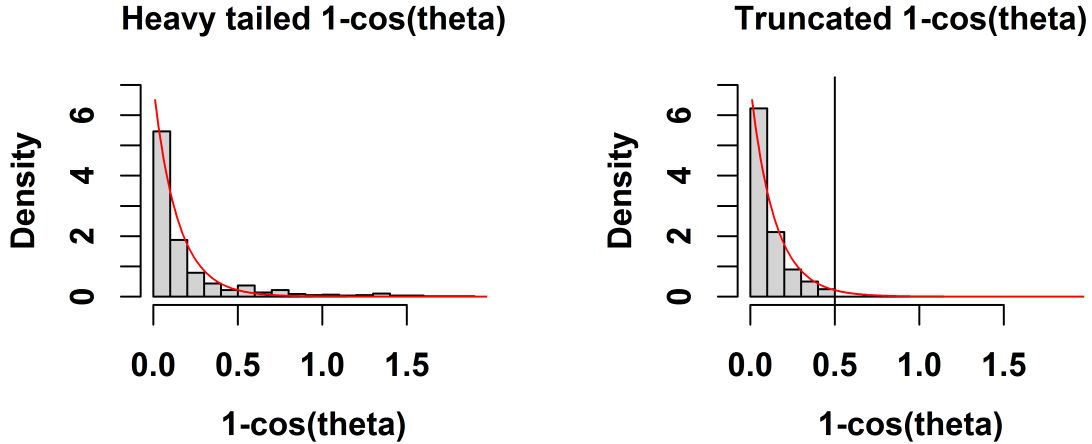 Heavy tailed 1-cos(theta)
Density
0 2 4 6
0.0 0.5 1.0 1.5
1-cos(theta)
Truncated 1-cos(theta)
Density
0 2 4 6
0.0 0.5 1.0 1.5
1-cos(theta)